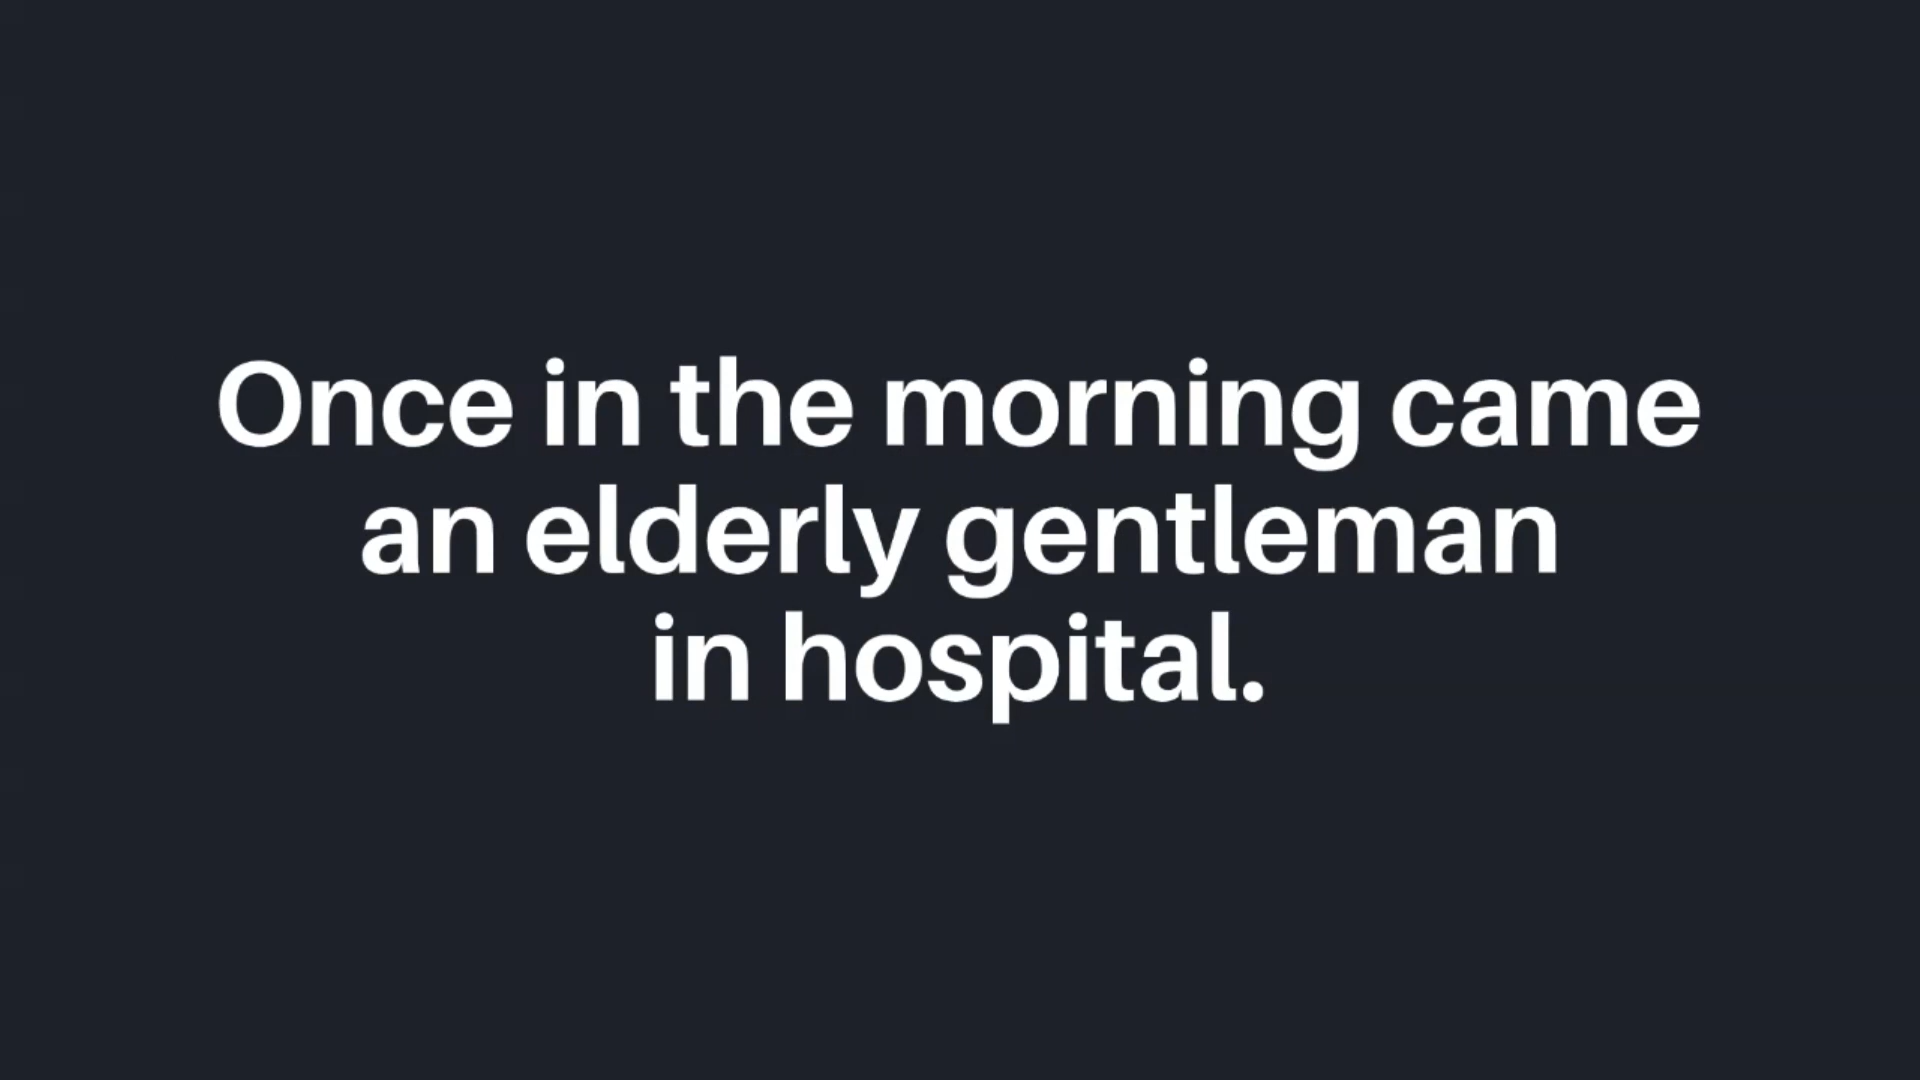 Once in the morning came
an elderly gentleman
in hospital.